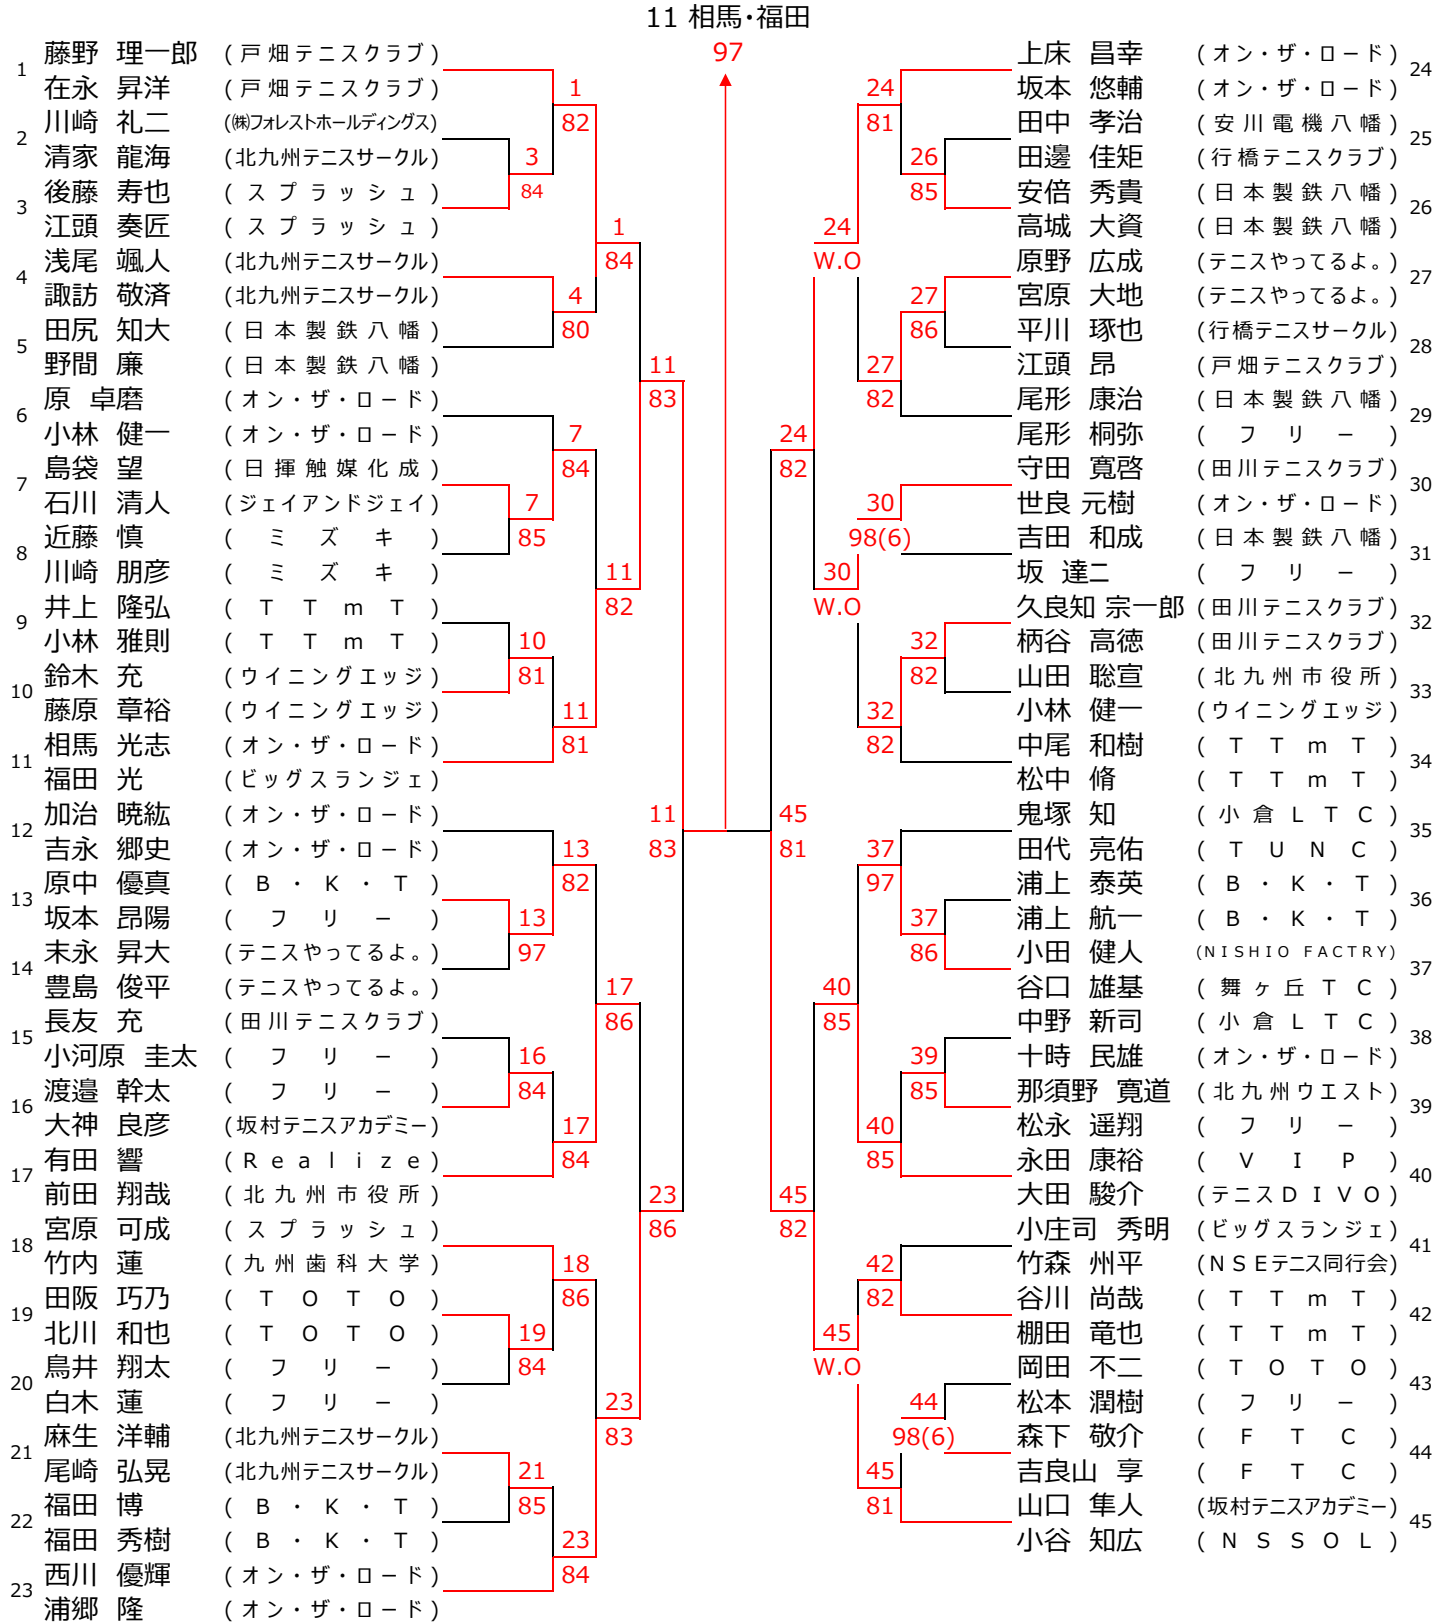 11 相馬・福田
97
1
藤野 理一郎 (戸畑テニスクラブ)
在永 昇洋 (戸畑テニスクラブ)
2
川崎 礼二 (㈱フォレストホールディングス)
清家 龍海 (北九州テニスサークル)
3
後藤 寿也 (スプラッシュ)
江頭 奏匠 (スプラッシュ)
4
浅尾 颯人 (北九州テニスサークル)
諏訪 敬済 (北九州テニスサークル)
5
田尻 知大 (日本製鉄八幡)
野間 廉 (日本製鉄八幡)
6
原 卓磨 (オン・ザ・ロード)
小林 健一 (オン・ザ・ロード)
7
島袋 望 (日揮触媒化成)
石川 清人 (ジェイアンドジェイ)
8
近藤 慎 (ミズキ)
川崎 朋彦 (ミズキ)
9
井上 隆弘 (TTmT)
小林 雅則 (TTmT)
10
鈴木 充 (ウイニングエッジ)
藤原 章裕 (ウイニングエッジ)
11
相馬 光志 (オン・ザ・ロード)
福田 光 (ビッグスランジェ)
12
加治 暁紘 (オン・ザ・ロード)
吉永 郷史 (オン・ザ・ロード)
13
原中 優真 (B・K・T)
坂本 昂陽 (フリー)
14
末永 昇大 (テニスやってるよ。)
豊島 俊平 (テニスやってるよ。)
15
長友 充 (田川テニスクラブ)
小河原 圭太 (フリー)
16
渡邉 幹太 (フリー)
大神 良彦 (坂村テニスアカデミー)
17
有田 響 (Realize)
前田 翔哉 (北九州市役所)
18
宮原 可成 (スプラッシュ)
竹内 蓮 (九州歯科大学)
19
田阪 巧乃 (TOTO)
北川 和也 (TOTO)
20
鳥井 翔太 (フリー)
白木 蓮 (フリー)
21
麻生 洋輔 (北九州テニスサークル)
尾崎 弘晃 (北九州テニスサークル)
22
福田 博 (B・K・T)
福田 秀樹 (B・K・T)
23
西川 優輝 (オン・ザ・ロード)
浦郷 隆 (オン・ザ・ロード)
3
84
7
85
10
81
13
97
16
84
19
84
21
85
1
82
4
80
7
84
11
81
13
82
17
84
18
86
23
84
1
84
11
82
17
86
23
83
11
83
23
86
11
83
45
81
24
82
45
82
24
W.O
30
W.O
40
85
45
W.O
24
81
27
82
30
98(6)
32
82
37
97
40
85
42
82
45
81
26
85
27
86
32
82
37
86
39
85
44
98(6)
上床 昌幸 (オン・ザ・ロード)
坂本 悠輔 (オン・ザ・ロード)
24
田中 孝治 (安川電機八幡)
田邊 佳矩 (行橋テニスクラブ)
25
安倍 秀貴 (日本製鉄八幡)
高城 大資 (日本製鉄八幡)
26
原野 広成 (テニスやってるよ。)
宮原 大地 (テニスやってるよ。)
27
平川 琢也 (行橋テニスサークル)
江頭 昂 (戸畑テニスクラブ)
28
尾形 康治 (日本製鉄八幡)
尾形 桐弥 (フリー)
29
守田 寛啓 (田川テニスクラブ)
世良 元樹 (オン・ザ・ロード)
30
吉田 和成 (日本製鉄八幡)
坂 達二 (フリー)
31
久良知 宗一郎 (田川テニスクラブ)
柄谷 高徳 (田川テニスクラブ)
32
山田 聡宣 (北九州市役所)
小林 健一 (ウイニングエッジ)
33
中尾 和樹 (TTmT)
松中 脩 (TTmT)
34
鬼塚 知 (小倉LTC)
田代 亮佑 (TUNC)
35
浦上 泰英 (B・K・T)
浦上 航一 (B・K・T)
36
小田 健人 (NISHIO FACTRY)
谷口 雄基 (舞ヶ丘TC)
37
中野 新司 (小倉LTC)
十時 民雄 (オン・ザ・ロード)
38
那須野 寛道 (北九州ウエスト)
松永 遥翔 (フリー)
39
永田 康裕 (VIP)
大田 駿介 (テニスDIVO)
40
小庄司 秀明 (ビッグスランジェ)
竹森 州平 (NSEテニス同行会)
41
谷川 尚哉 (TTmT)
棚田 竜也 (TTmT)
42
岡田 不二 (TOTO)
松本 潤樹 (フリー)
43
森下 敬介 (FTC)
吉良山 享 (FTC)
44
山口 隼人 (坂村テニスアカデミー)
小谷 知広 (NSSOL)
45